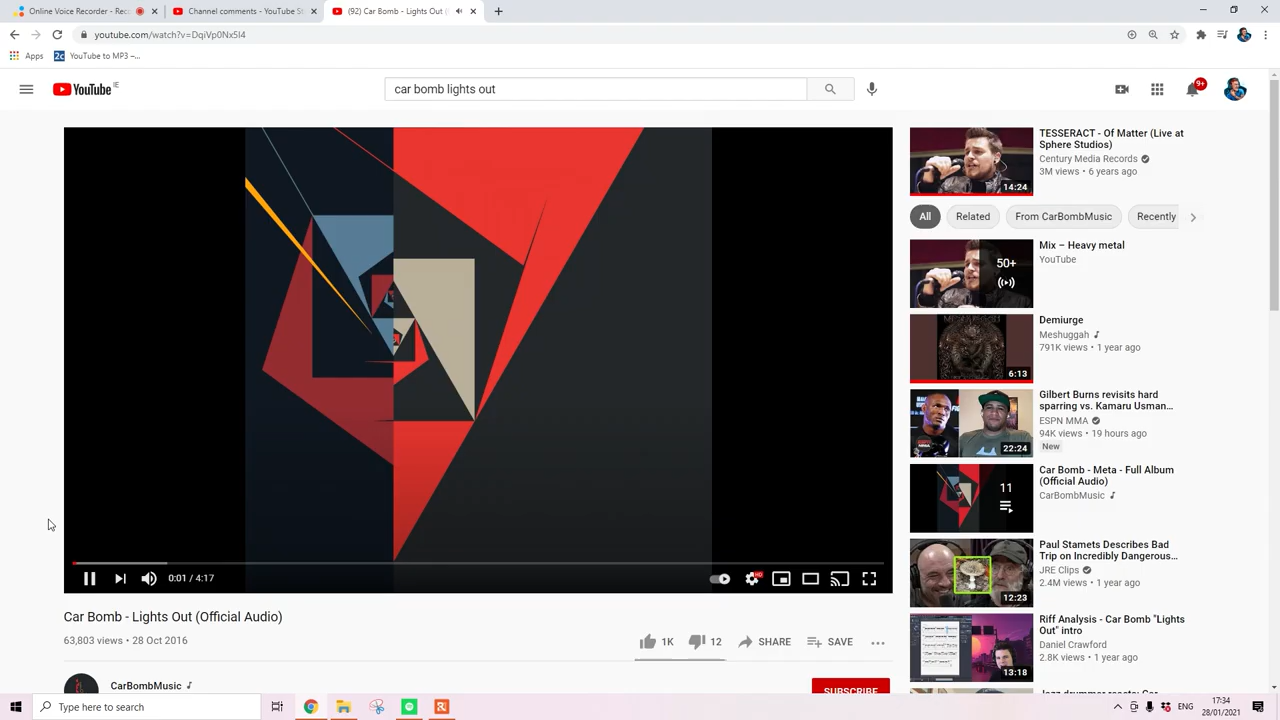 Online Voice Recorder - Reco
Channel comments - YouTube St
(92) Car Bomb - Lights Out (
youtube.com/watch?v=DqiVp0Nx5I4
Apps
YouTube to MP3 –...
YouTube IE
car bomb lights out
9+
TESSERACT - Of Matter (Live at
Sphere Studios)
Century Media Records
3M views • 6 years ago
14:24
All
Related
From CarBombMusic
Recently
Mix – Heavy metal
YouTube
50+
Demiurge
Meshuggah
791K views • 1 year ago
6:13
Gilbert Burns revisits hard
sparring vs. Kamaru Usman...
ESPN MMA
94K views • 19 hours ago
New
22:24
Car Bomb - Meta - Full Album
(Official Audio)
CarBombMusic
11
Paul Stamets Describes Bad
Trip on Incredibly Dangerous...
JRE Clips
2.4M views • 1 year ago
12:23
Riff Analysis - Car Bomb "Lights
Out" intro
Daniel Crawford
2.8K views • 1 year ago
13:18
0:01 / 4:17
HD
Car Bomb - Lights Out (Official Audio)
63,803 views • 28 Oct 2016
1K
12
SHARE
SAVE
CarBombMusic
SUBSCRIBE
Type here to search
ENG
17:34
28/01/2021